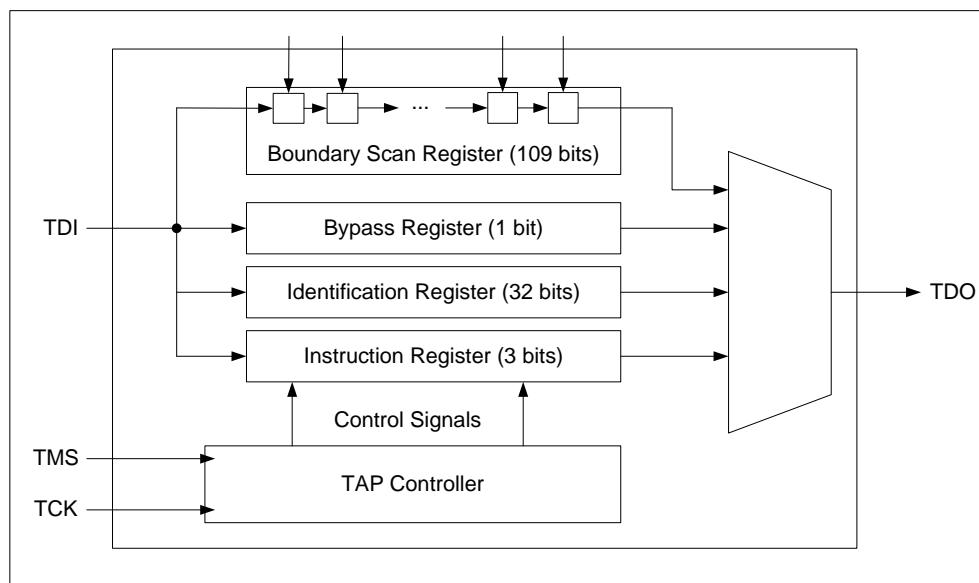 ...
Boundary Scan Register (109 bits)
TDI
Bypass Register (1 bit)
Identification Register (32 bits)
TDO
Instruction Register (3 bits)
Control Signals
TMS
TAP Controller
TCK